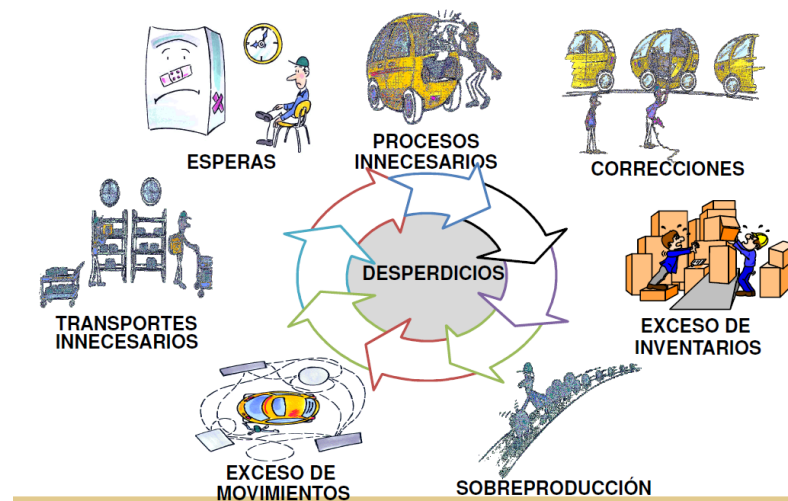 ESPERAS
PROCESOS
INNECESARIOS
CORRECCIONES
DESPERDICIOS
TRANSPORTES
INNECESARIOS
EXCESO DE
INVENTARIOS
EXCESO DE
MOVIMIENTOS
SOBREPRODUCCIÓN